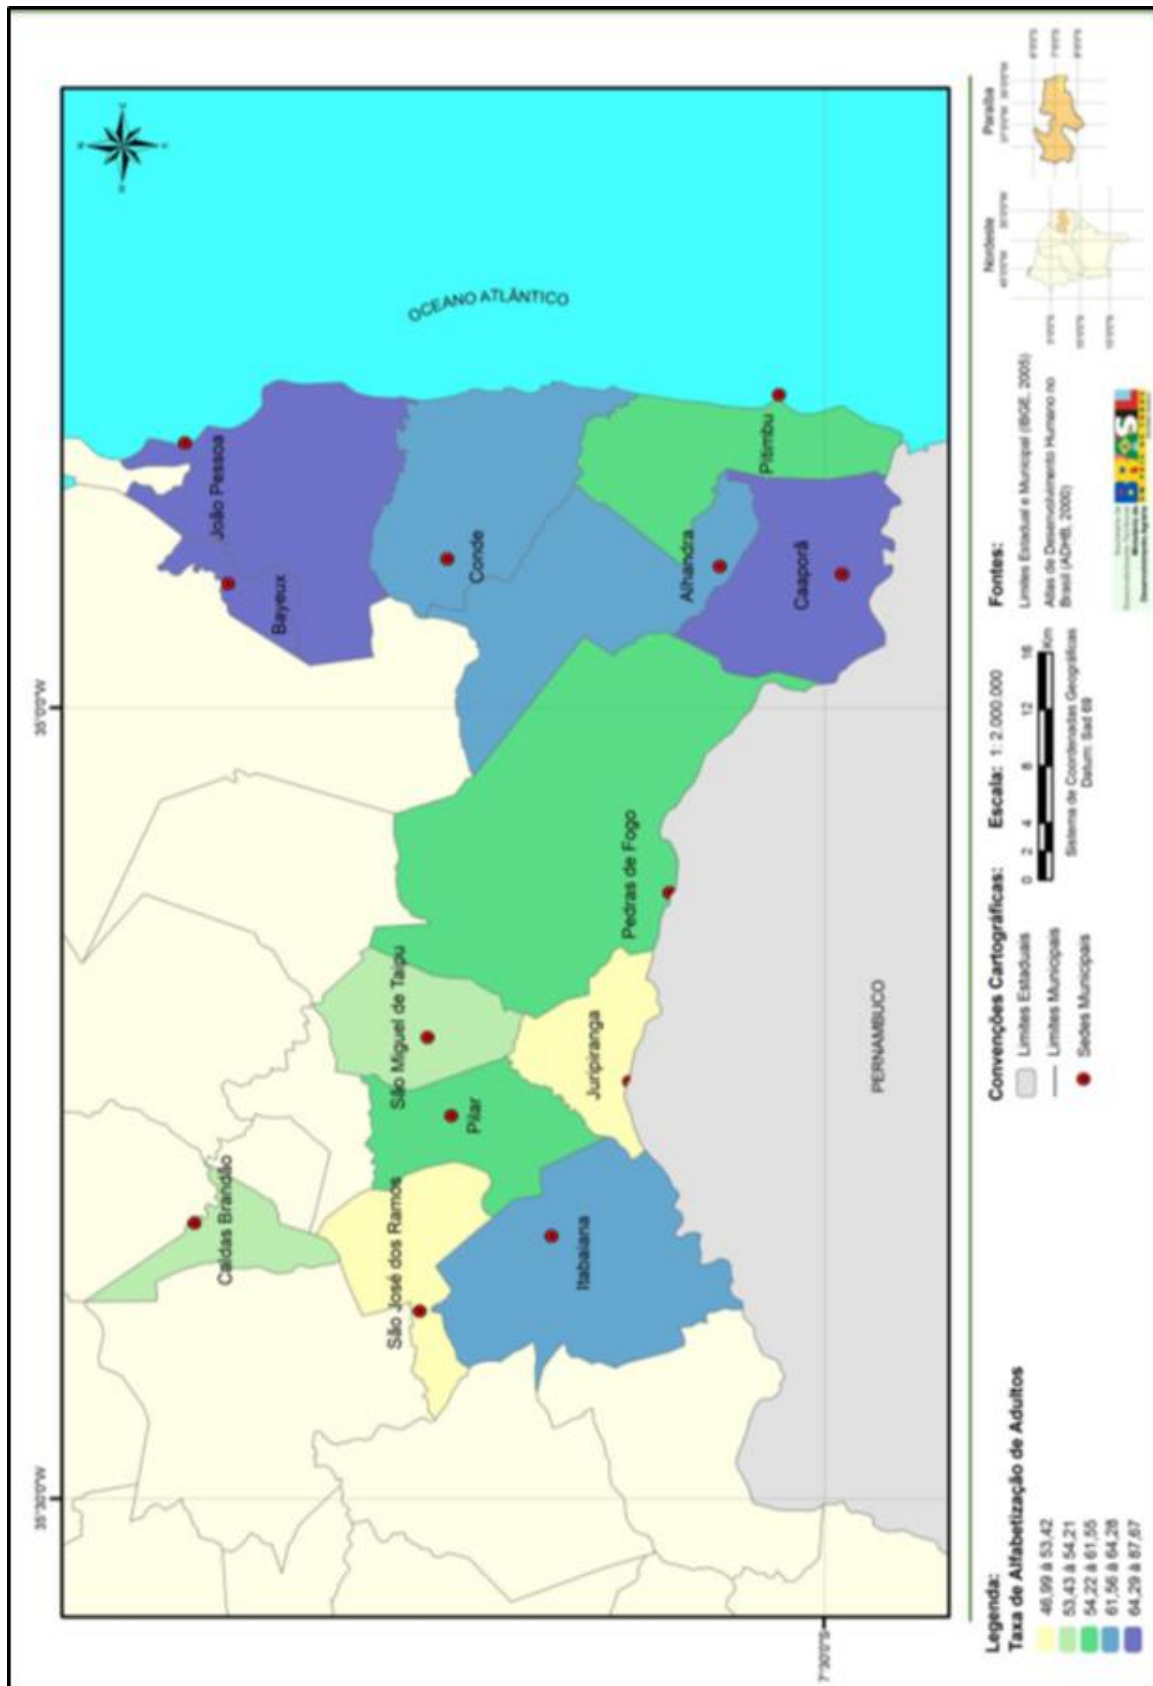 35°30'0"W
35°0'0"W
7°30'0"S
OCEANO ATLÂNTICO
João Pessoa
Bayeux
Conde
Alhandra
Pitimbu
Caaporã
Pedras de Fogo
São Miguel de Taipu
Juripiranga
Pilar
Caldas Brandão
São José dos Ramos
Itabaiana
PERNAMBUCO
Legenda:
Taxa de Alfabetização de Adultos
46,99 à 53,42
53,43 à 54,21
54,22 à 61,55
61,56 à 64,28
64,29 à 87,67
Convenções Cartográficas:
Limites Estaduais
Limites Municipais
Sedes Municipais
Escala: 1: 2.000.000
0 2 4 8 12 16
Km
Sistema de Coordenadas Geográficas
Datum: Sad 69
Fontes:
Limites Estadual e Municipal (IBGE, 2005)
Atlas de Desenvolvimento Humano no
Brasil (ADHB, 2000)
Nordeste
Paraíba
BRASIL